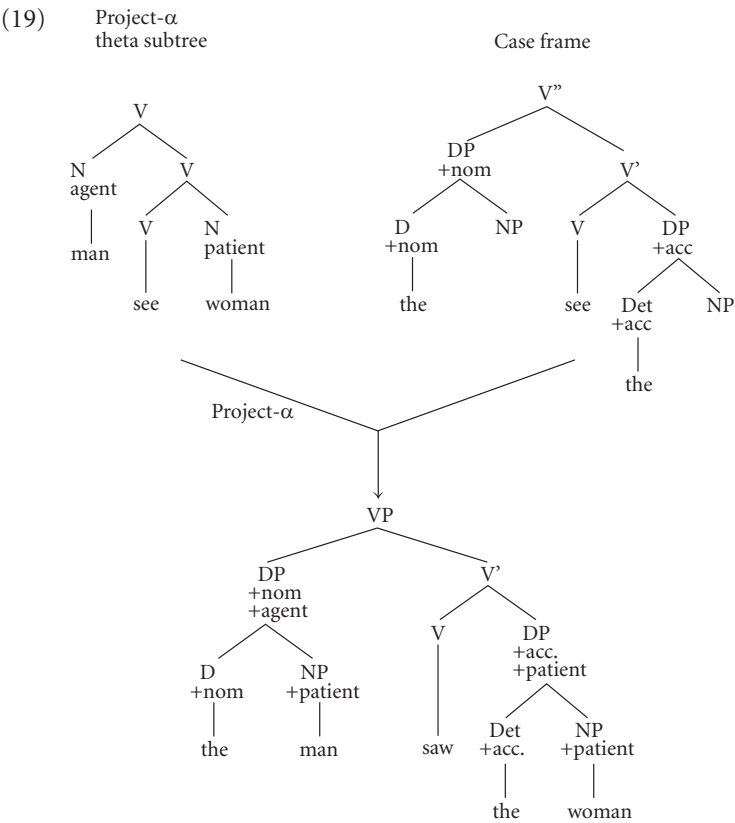 (19) Project-α
theta subtree
Case frame
V
V”
N
agent
V
DP
+nom
V’
man
V
N
patient
D
+nom
NP
V
DP
+acc
see
woman
the
see
Det
+acc
NP
the
Project-α
VP
DP
+nom
+agent
V’
D
+nom
NP
+patient
V
DP
+acc.
+patient
the
man
saw
Det
+acc.
NP
+patient
the
woman